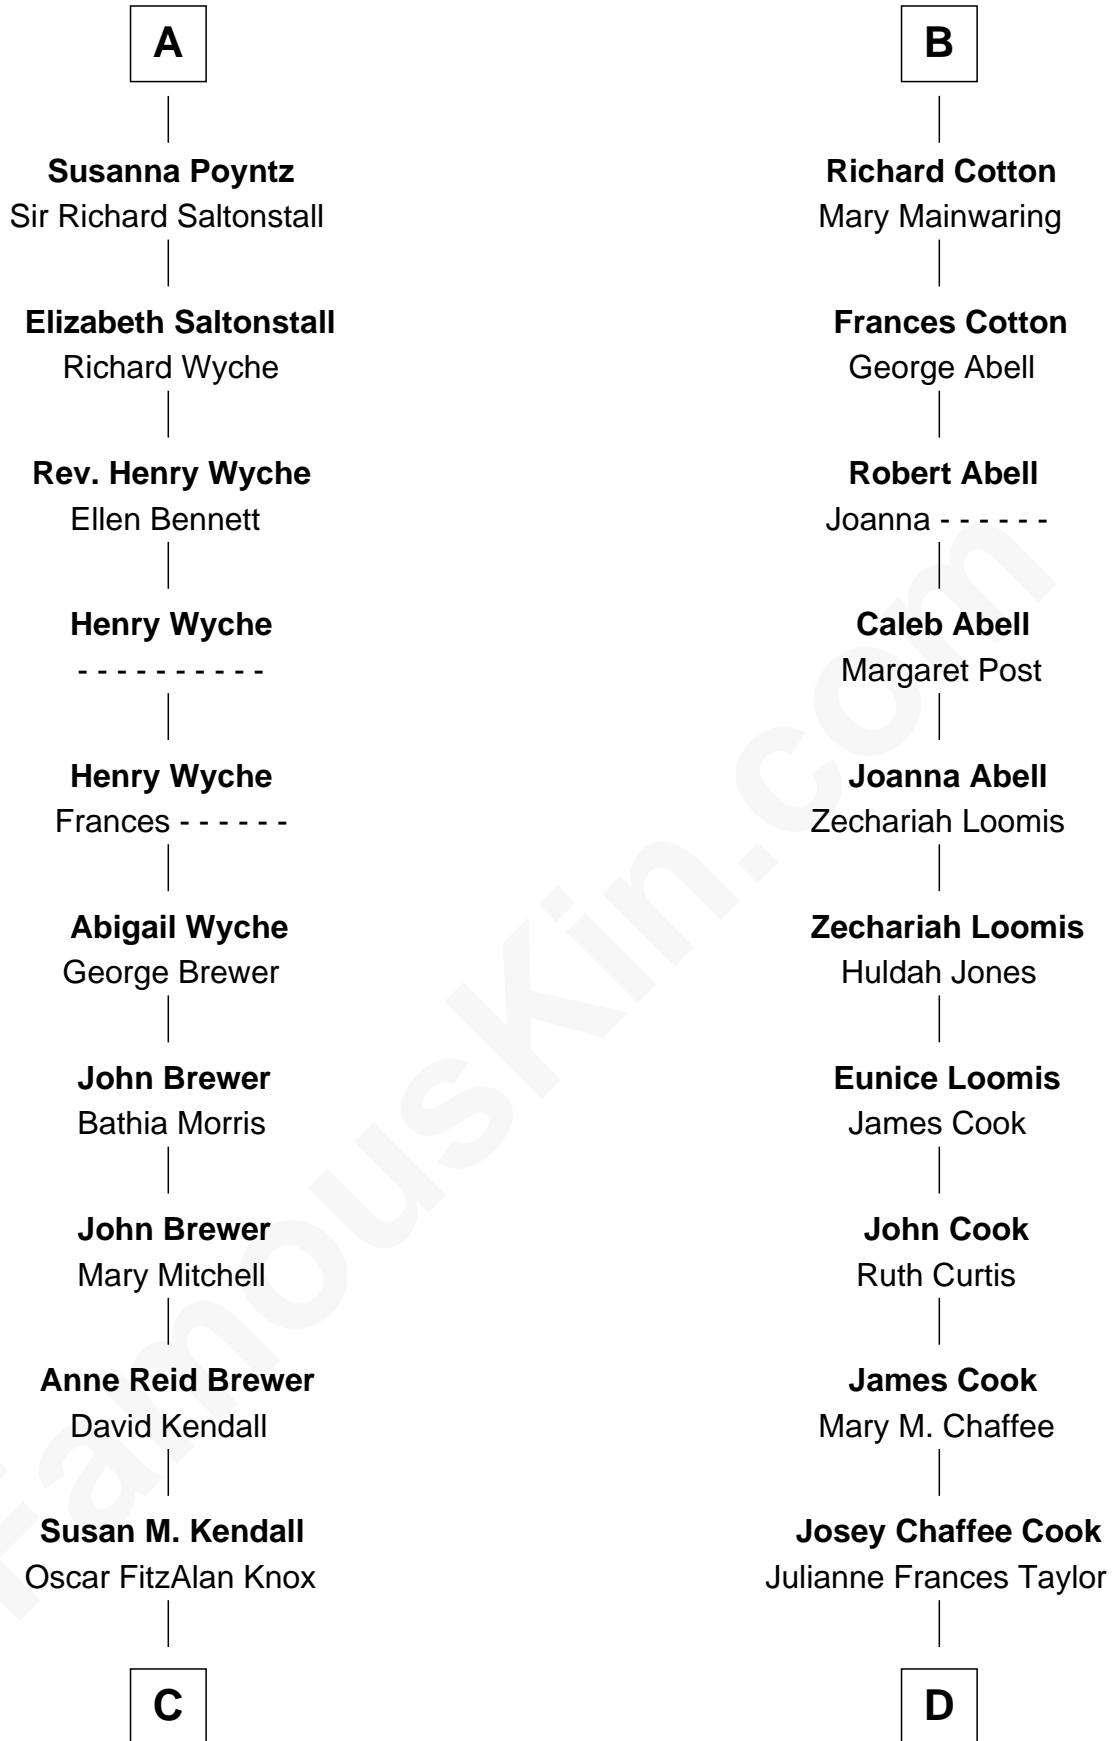 A
Susanna Poyntz
Sir Richard Saltonstall
Elizabeth Saltonstall
Richard Wyche
Rev. Henry Wyche
Ellen Bennett
Henry Wyche
- - - - - - - - - -
Henry Wyche
Frances - - - - - -
Abigail Wyche
George Brewer
John Brewer
Bathia Morris
John Brewer
Mary Mitchell
Anne Reid Brewer
David Kendall
Susan M. Kendall
Oscar FitzAlan Knox
C
B
Richard Cotton
Mary Mainwaring
Frances Cotton
George Abell
Robert Abell
Joanna - - - - - -
Caleb Abell
Margaret Post
Joanna Abell
Zechariah Loomis
Zechariah Loomis
Huldah Jones
Eunice Loomis
James Cook
John Cook
Ruth Curtis
James Cook
Mary M. Chaffee
Josey Chaffee Cook
Julianne Frances Taylor
D
FamousKin.com